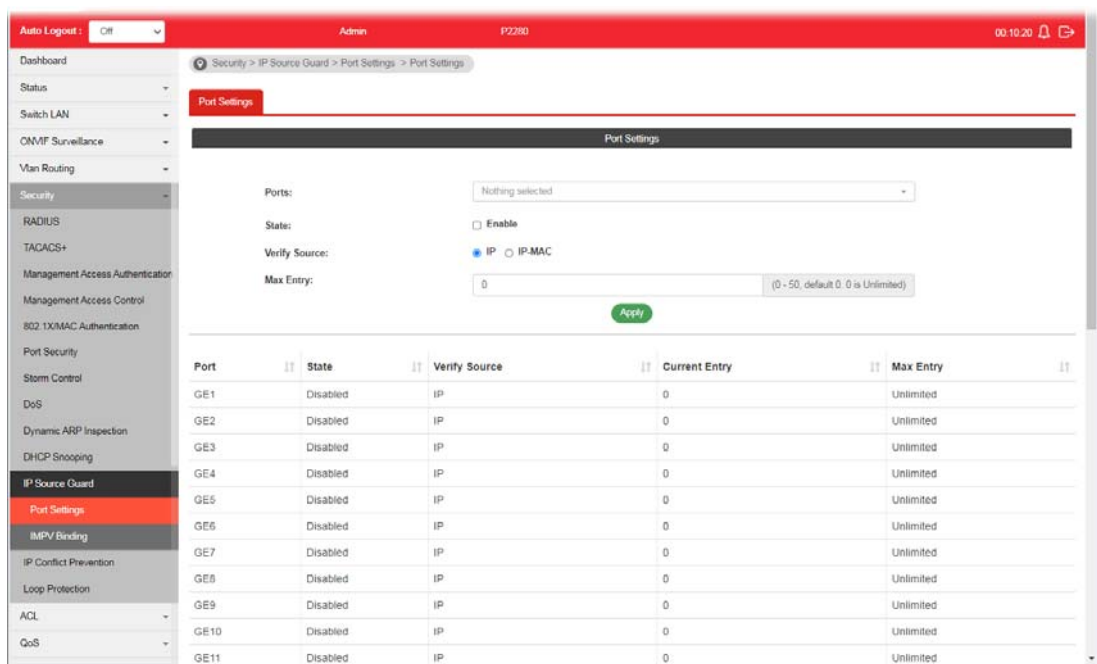 Auto Logout : Off Admin P2280 00:10:20
Dashboard
Status
Switch LAN
ONVIF Surveillance
Vlan Routing
Security
RADIUS
TACACS+
Management Access Authentication
Management Access Control
802.1X/MAC Authentication
Port Security
Storm Control
DoS
Dynamic ARP Inspection
DHCP Snooping
IP Source Guard
Port Settings
IMPV Binding
IP Conflict Prevention
Loop Protection
ACL
QoS
Security > IP Source Guard > Port Settings > Port Settings
Port Settings
Port Settings
Ports: Nothing selected
State: Enable
Verify Source: IP IP-MAC
Max Entry: 0 (0 - 50, default 0. 0 is Unlimited)
Apply
Port State Verify Source Current Entry Max Entry
GE1 Disabled IP 0 Unlimited
GE2 Disabled IP 0 Unlimited
GE3 Disabled IP 0 Unlimited
GE4 Disabled IP 0 Unlimited
GE5 Disabled IP 0 Unlimited
GE6 Disabled IP 0 Unlimited
GE7 Disabled IP 0 Unlimited
GE8 Disabled IP 0 Unlimited
GE9 Disabled IP 0 Unlimited
GE10 Disabled IP 0 Unlimited
GE11 Disabled IP 0 Unlimited